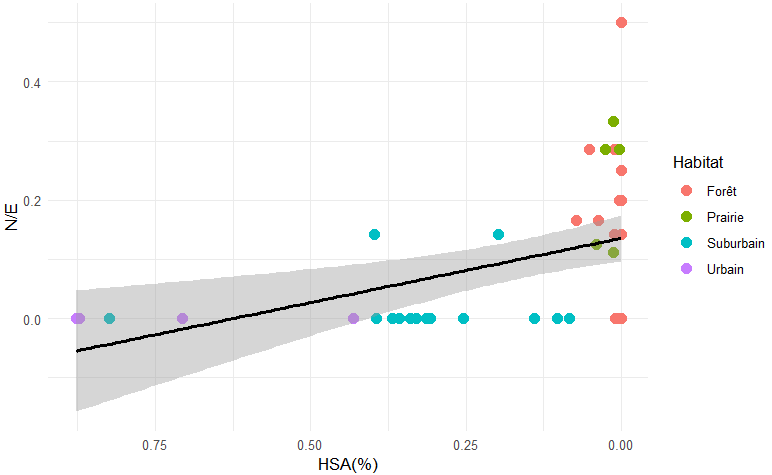 N/E
0.4
0.2
0.0
0.75
0.50
0.25
0.00
HSA(%)
Habitat
Forêt
Prairie
Suburbain
Urbain